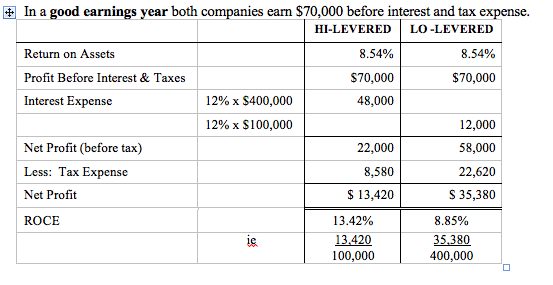 In a good earnings year both companies earn $70,000 before interest and tax expense.
HI-LEVERED LO -LEVERED
Return on Assets 8.54% 8.54%
Profit Before Interest & Taxes $70,000 $70,000
Interest Expense 12% x $400,000 48,000
12% x $100,000 12,000
Net Profit (before tax) 22,000 58,000
Less: Tax Expense 8,580 22,620
Net Profit $ 13,420 $ 35,380
ROCE 13.42% 8.85%
ie 13,420 35,380
100,000 400,000